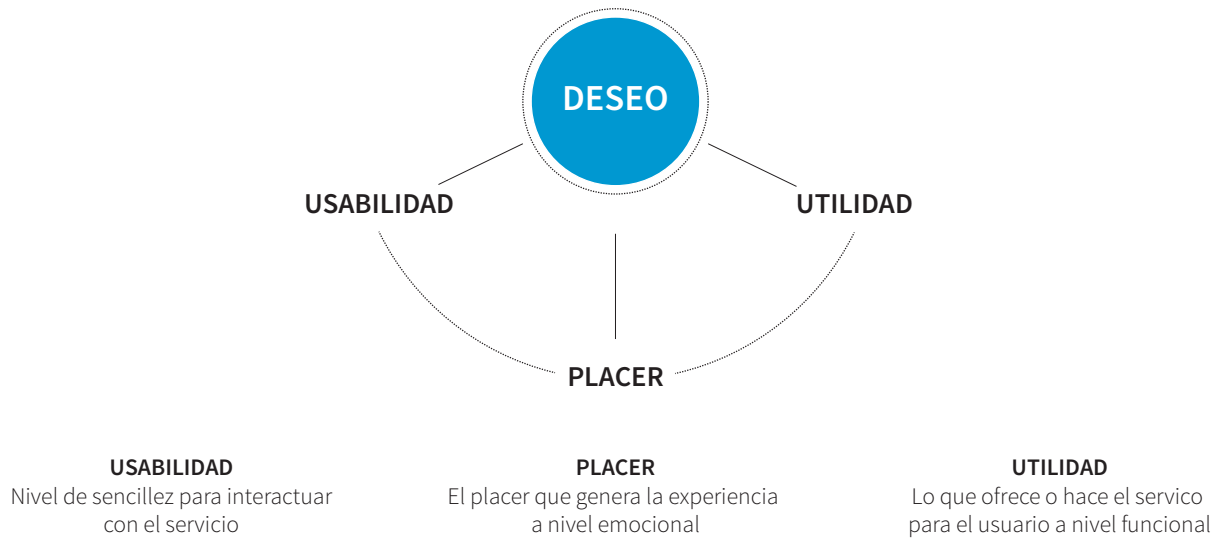 DESEO
USABILIDAD
UTILIDAD
PLACER
USABILIDAD
Nivel de sencillez para interactuar
con el servicio
PLACER
El placer que genera la experiencia
a nivel emocional
UTILIDAD
Lo que ofrece o hace el servico
para el usuario a nivel funcional